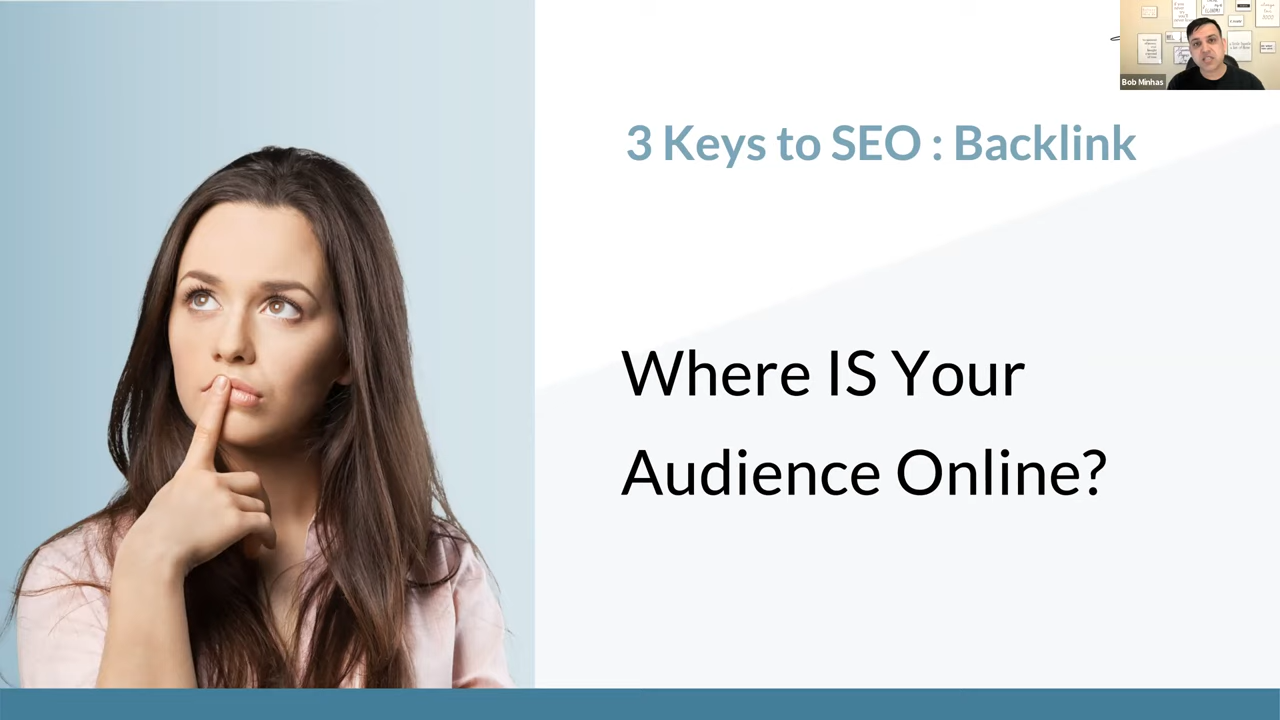 3 Keys to SEO : Backlink
Where IS Your
Audience Online?
Bob Minhas